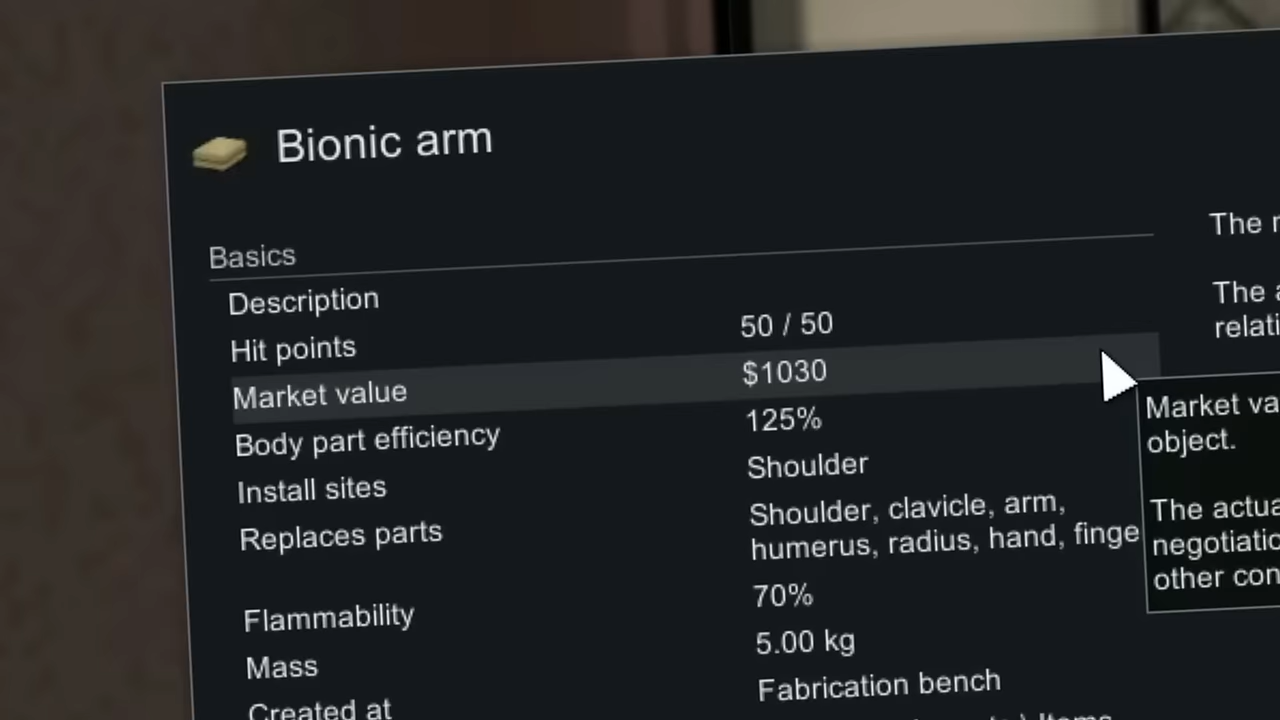 Bionic arm
Basics
Description
Hit points 50 / 50
Market value $1030
Body part efficiency 125%
Install sites Shoulder
Replaces parts Shoulder, clavicle, arm,
humerus, radius, hand, finge
Flammability 70%
Mass 5.00 kg
Created at Fabrication bench
Items
The
The
relati
Market va
object.
The actua
negotiatio
other con